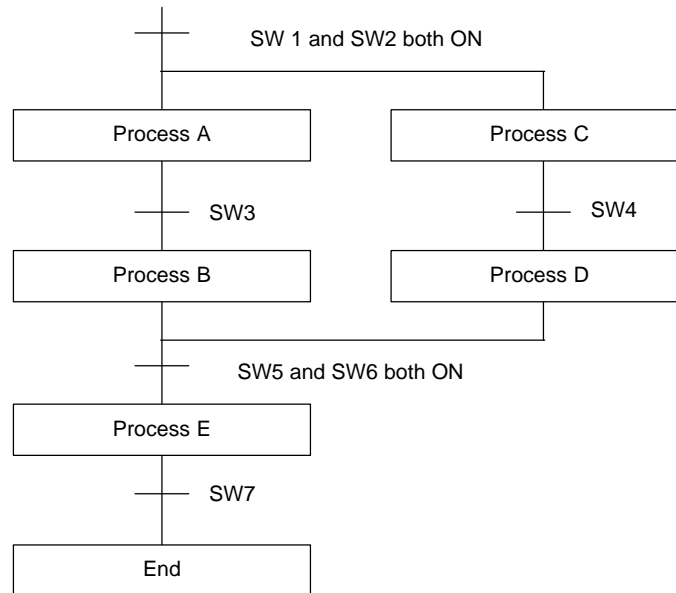 SW 1 and SW2 both ON
Process A
Process C
SW3
SW4
Process B
Process D
SW5 and SW6 both ON
Process E
SW7
End